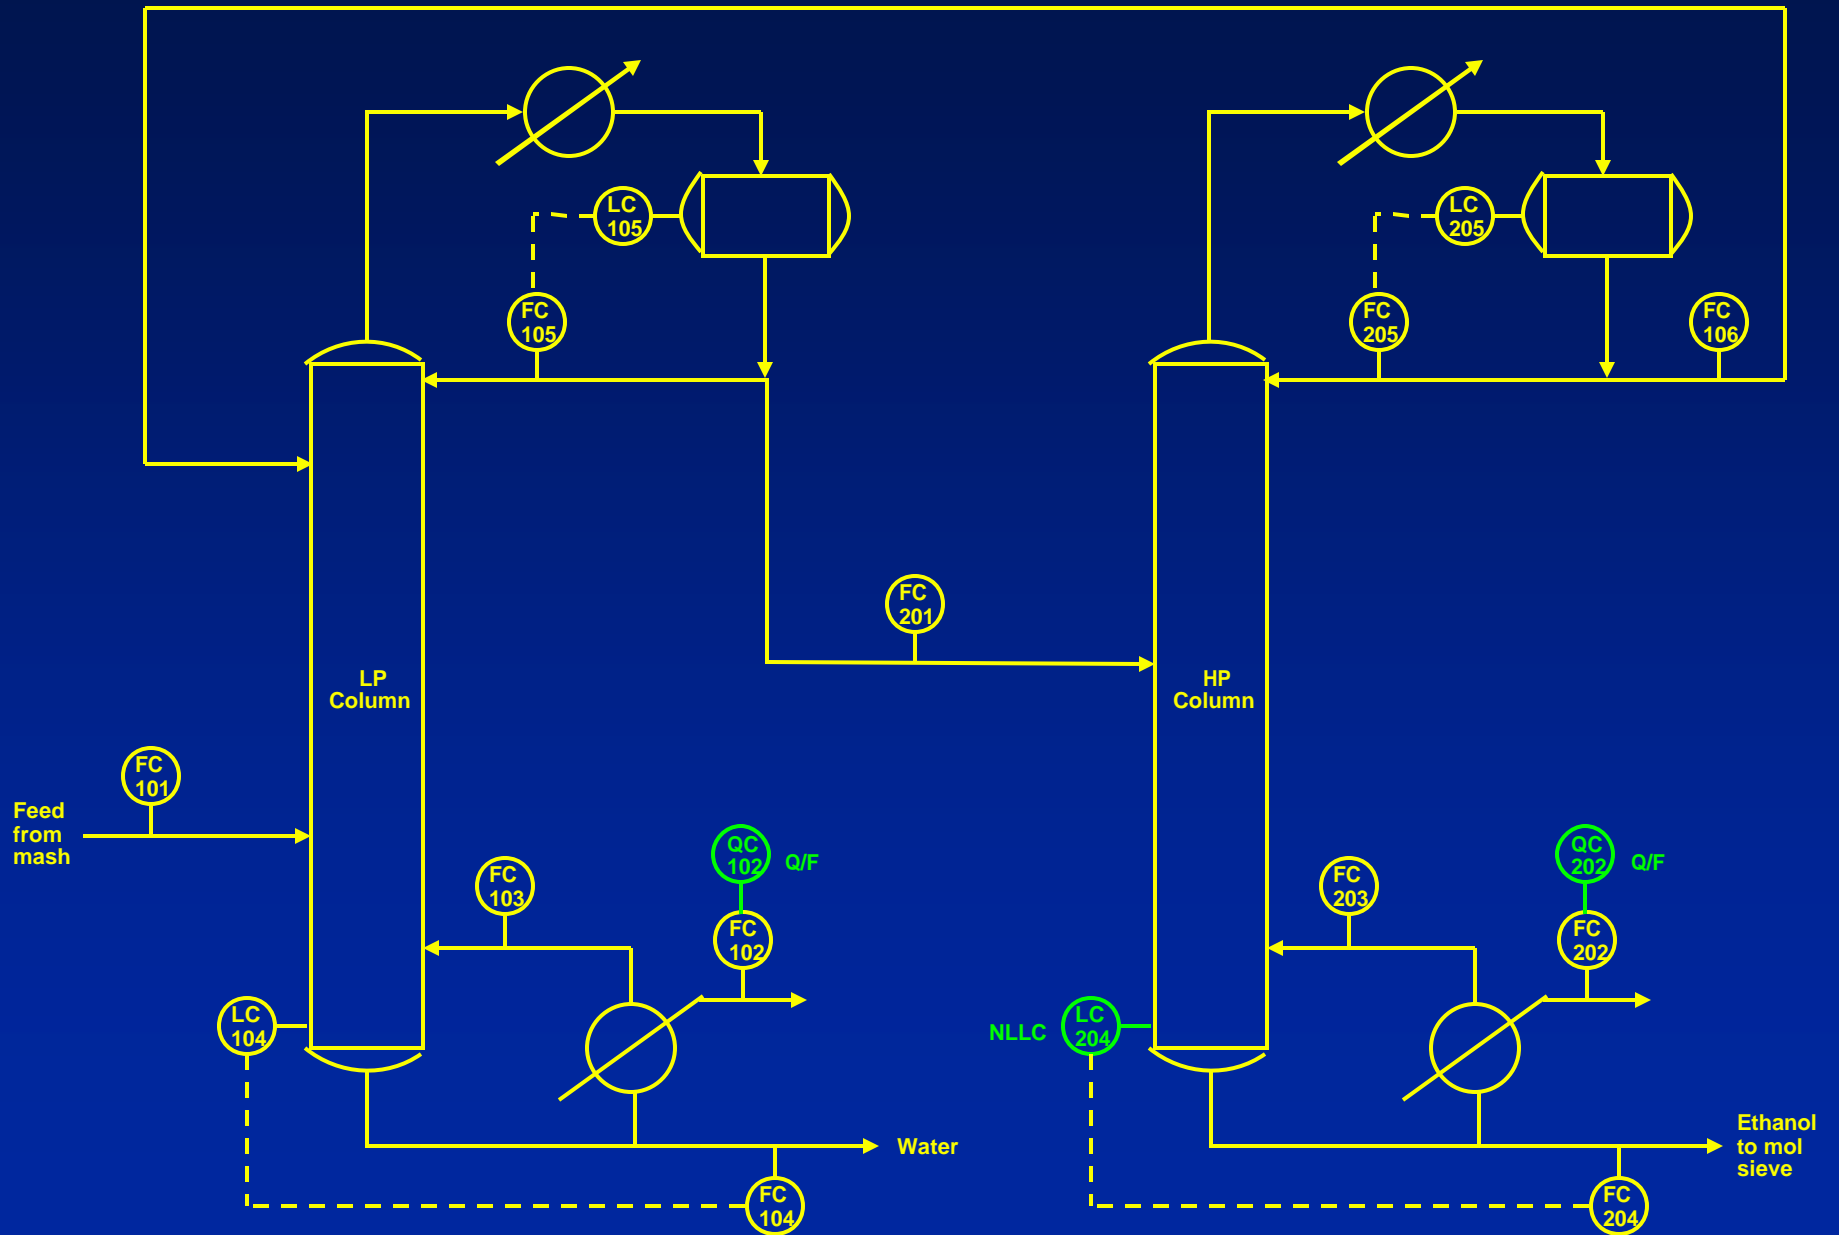 LC
105
LC
205
FC
105
FC
205
FC
106
FC
201
LP
Column
HP
Column
FC
101
Feed
from
mash
QC
102
Q/F
QC
202
Q/F
FC
103
FC
203
FC
102
FC
202
LC
104
NLLC
LC
204
Water
Ethanol
to mol
sieve
FC
104
FC
204